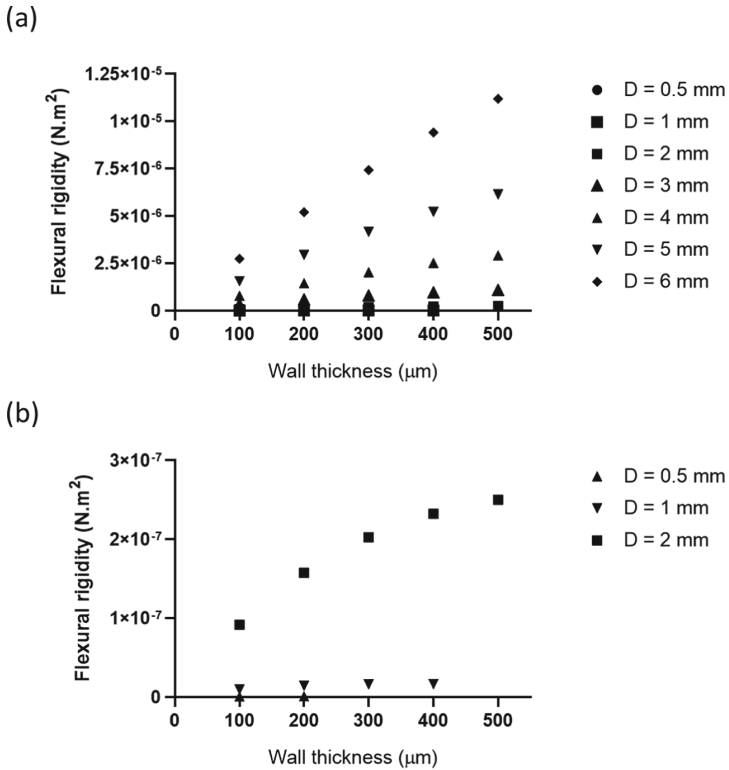 (a)
1.25×10⁻⁵
1×10⁻⁵
7.5×10⁻⁶
5×10⁻⁶
2.5×10⁻⁶
0
Flexural rigidity (N.m²)
0 100 200 300 400 500
Wall thickness (μm)
D = 0.5 mm
D = 1 mm
D = 2 mm
D = 3 mm
D = 4 mm
D = 5 mm
D = 6 mm
(b)
3×10⁻⁷
2×10⁻⁷
1×10⁻⁷
0
Flexural rigidity (N.m²)
0 100 200 300 400 500
Wall thickness (μm)
D = 0.5 mm
D = 1 mm
D = 2 mm